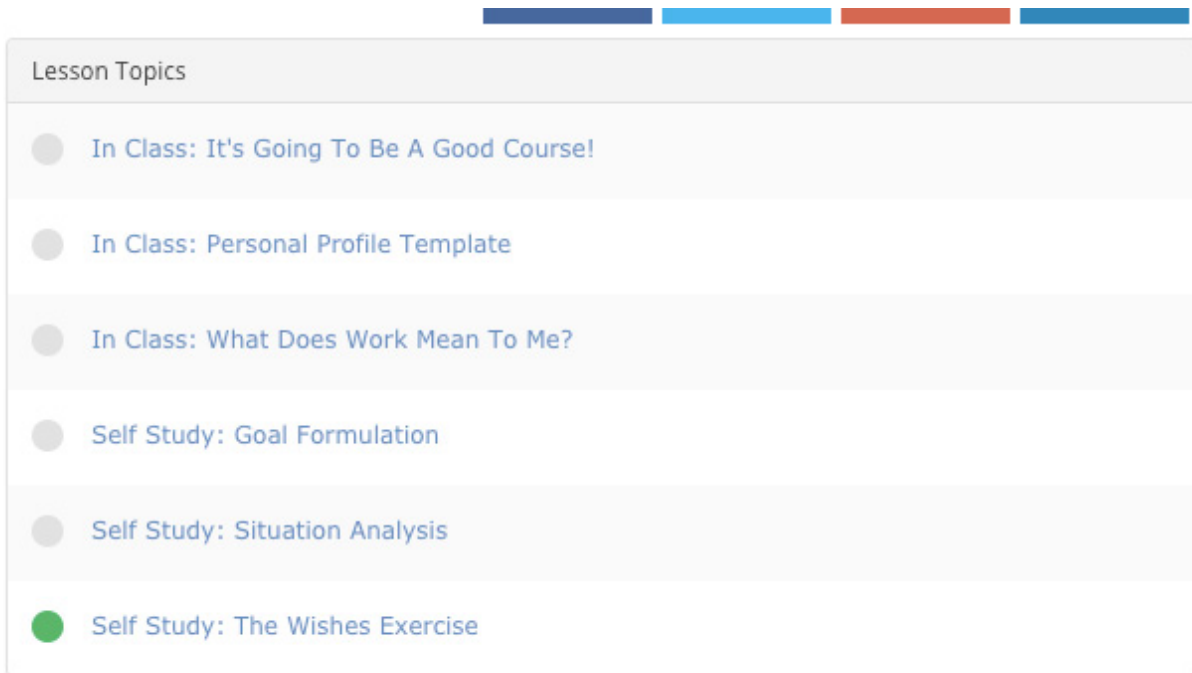 Lesson Topics
In Class: It's Going To Be A Good Course!
In Class: Personal Profile Template
In Class: What Does Work Mean To Me?
Self Study: Goal Formulation
Self Study: Situation Analysis
Self Study: The Wishes Exercise